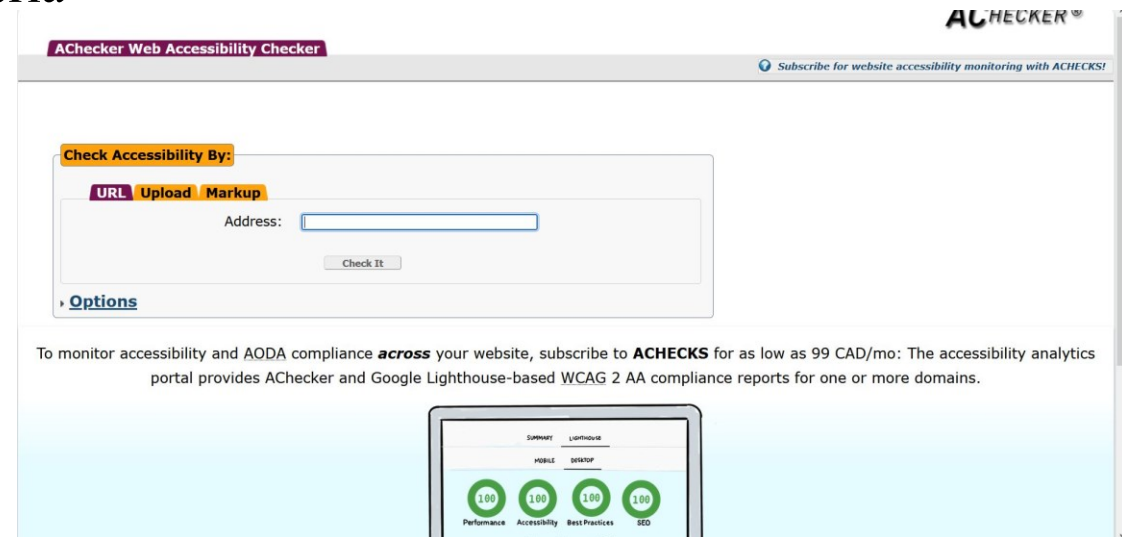 ACHECKER®
AChecker Web Accessibility Checker
Subscribe for website accessibility monitoring with ACHECKS!
Check Accessibility By:
URL Upload Markup
Address:
Check It
Options
To monitor accessibility and AODA compliance across your website, subscribe to ACHECKS for as low as 99 CAD/mo: The accessibility analytics
portal provides AChecker and Google Lighthouse-based WCAG 2 AA compliance reports for one or more domains.
SUMMARY LIGHTHOUSE
MOBILE DESKTOP
100 100 100 100
Performance Accessibility Best Practices SEO